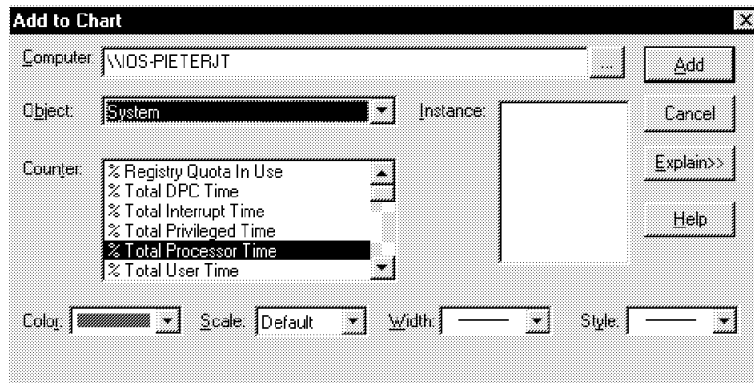 Add to Chart
Computer \\IOS-PIETERJT ... Add
Object: System Instance: Cancel
Counter: % Registry Quota In Use Explain>>
% Total DPC Time
% Total Interrupt Time
% Total Privileged Time Help
% Total Processor Time
% Total User Time
Color: Scale: Default Width: Style: